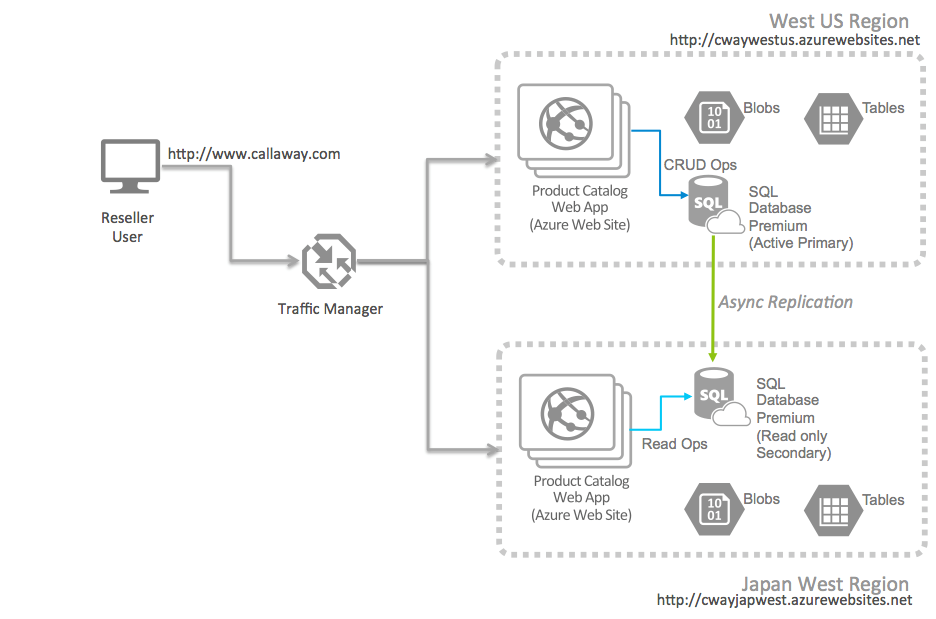 West US Region
http://cwaywestus.azurewebsites.net
10
01
Blobs
Tables
http://www.callaway.com
CRUD Ops
Product Catalog
Web App
(Azure Web Site)
SQL
SQL
Database
Premium
(Active Primary)
Reseller
User
Traffic Manager
Async Replication
SQL
SQL
Database
Premium
(Read only
Secondary)
Read Ops
Product Catalog
Web App
(Azure Web Site)
10
01
Blobs
Tables
Japan West Region
http://cwayjapwest.azurewebsites.net